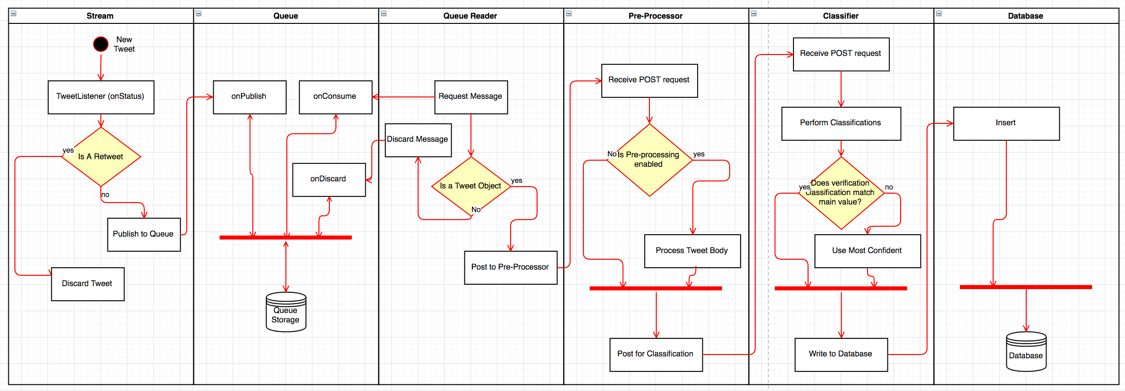 Stream
Queue
Queue Reader
Pre-Processor
Classifier
Database
New
Tweet
TweetListener (onStatus)
yes
Is A Retweet
no
Publish to Queue
Discard Tweet
onPublish
onConsume
onDiscard
Queue
Storage
Request Message
Discard Message
yes
Is a Tweet Object
No
Post to Pre-Processor
Receive POST request
No
yes
Is Pre-processing
enabled
Process Tweet Body
Post for Classification
Receive POST request
Perform Classifications
Does verification
yes
no
classification match
main value?
Use Most Confident
Write to Database
Insert
Database